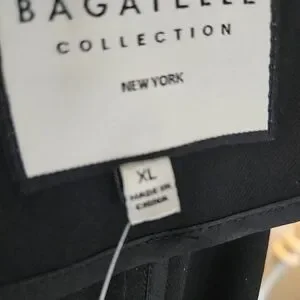 BAGATELLE
COLLECTION
NEW YORK
XL
MADE IN
CHINA